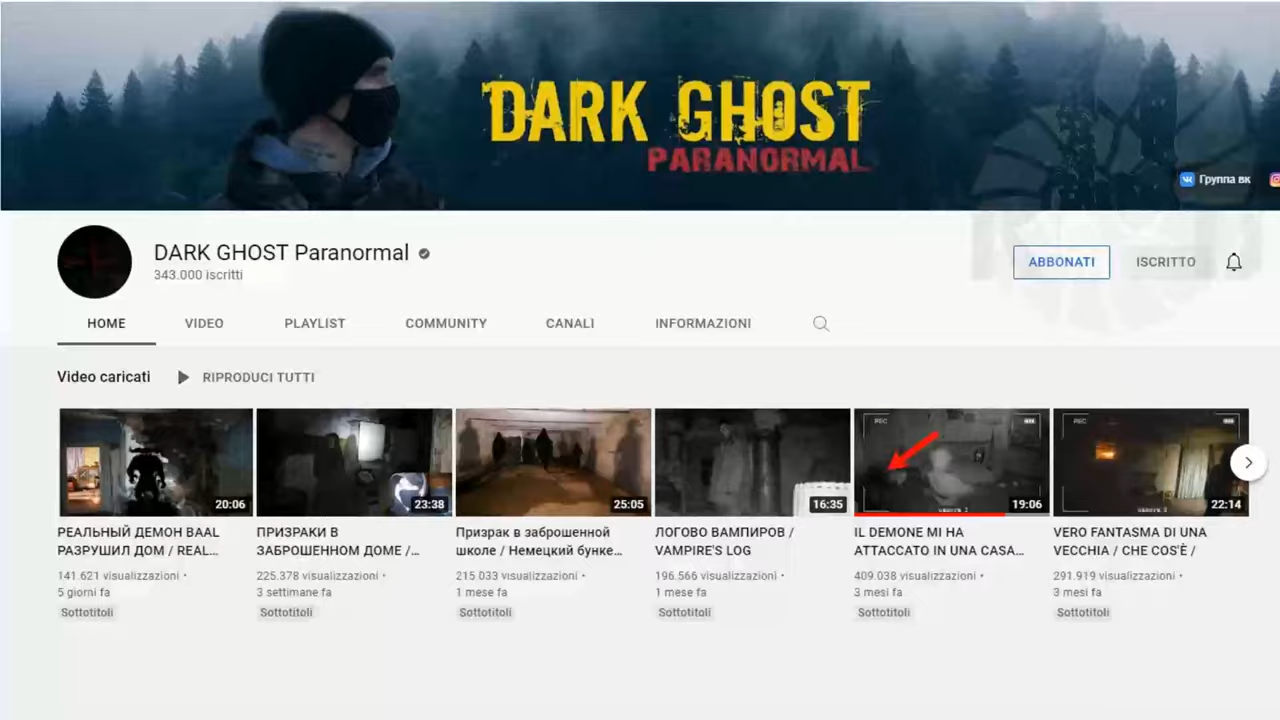 DARK GHOST
PARANORMAL
Группа вк
DARK GHOST Paranormal
343.000 iscritti
ABBONATI
ISCRITTO
HOME
VIDEO
PLAYLIST
COMMUNITY
CANALI
INFORMAZIONI
Video caricati
RIPRODUCI TUTTI
20:06
23:38
25:05
16:35
REC
19:06
REC
22:14
РЕАЛЬНЫЙ ДЕМОН BAAL
РАЗРУШИЛ ДОМ / REAL...
141.621 visualizzazioni •
5 giorni fa
Sottotitoli
ПРИЗРАКИ В
ЗАБРОШЕННОМ ДОМЕ /...
225.378 visualizzazioni •
3 settimane fa
Sottotitoli
Призрак в заброшенной
школе / Немецкий бунке...
215.033 visualizzazioni •
1 mese fa
Sottotitoli
ЛОГОВО ВАМПИРОВ /
VAMPIRE'S LOG
196.566 visualizzazioni •
1 mese fa
Sottotitoli
IL DEMONE MI HA
ATTACCATO IN UNA CASA...
409.038 visualizzazioni •
3 mesi fa
Sottotitoli
VERO FANTASMA DI UNA
VECCHIA / CHE COS'È /
291.919 visualizzazioni •
3 mesi fa
Sottotitoli